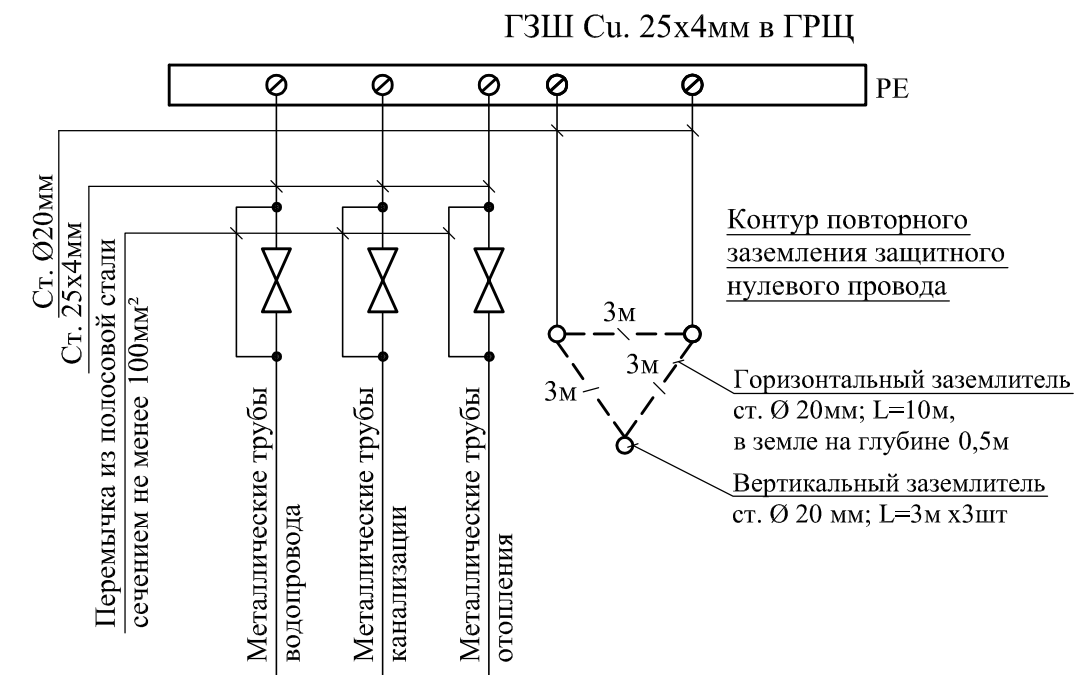 ГЗШ Cu. 25x4мм в ГРЩ
PE
Ст. Ø20мм
Ст. 25x4мм
Перемычка из полосовой стали
сечением не менее 100мм²
Контур повторного
заземления защитного
нулевого провода
3м
3м
3м
Горизонтальный заземлитель
ст. Ø 20мм; L=10м,
в земле на глубине 0,5м
Вертикальный заземлитель
ст. Ø 20 мм; L=3м x3шт
Металлические трубы
водопровода
Металлические трубы
канализации
Металлические трубы
отопления